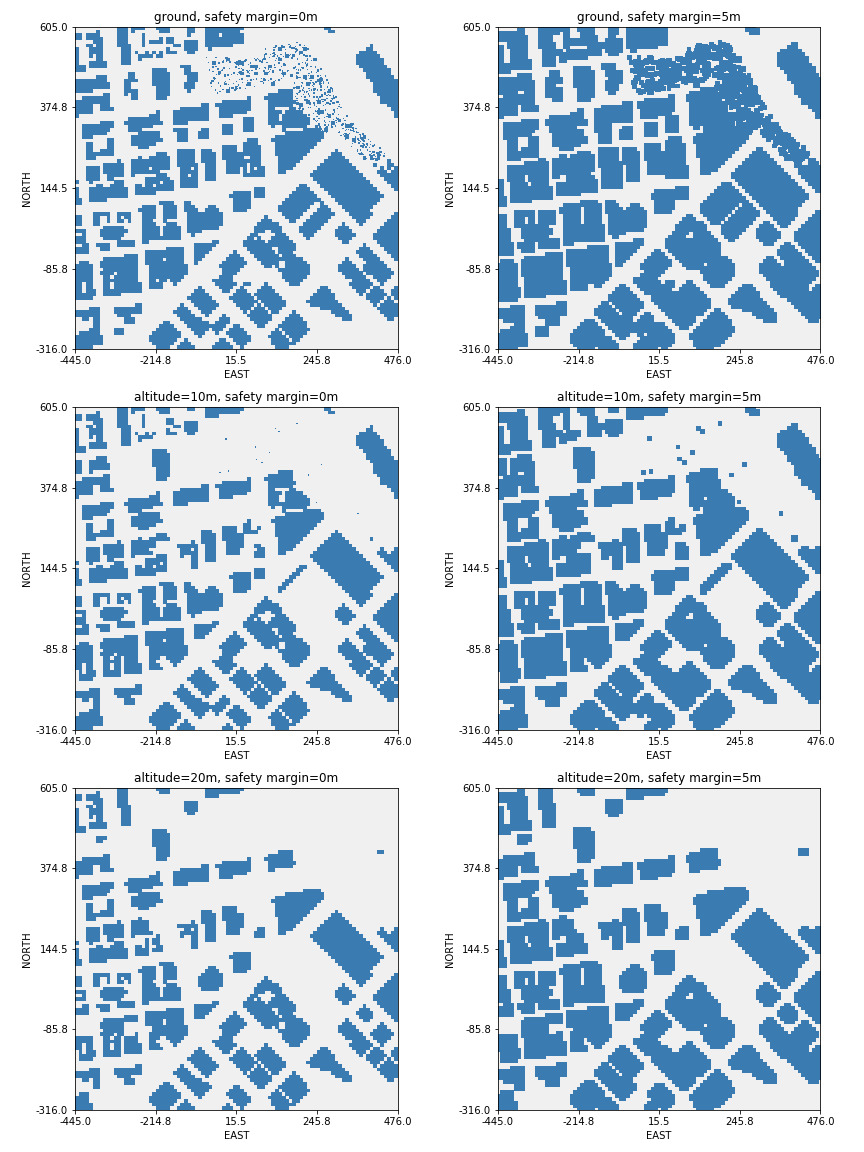 ground, safety margin=0m
605.0
374.8
144.5
-85.8
-316.0
NORTH
-445.0 -214.8 15.5 245.8 476.0
EAST
ground, safety margin=5m
605.0
374.8
144.5
-85.8
-316.0
NORTH
-445.0 -214.8 15.5 245.8 476.0
EAST
altitude=10m, safety margin=0m
605.0
374.8
144.5
-85.8
-316.0
NORTH
-445.0 -214.8 15.5 245.8 476.0
EAST
altitude=10m, safety margin=5m
605.0
374.8
144.5
-85.8
-316.0
NORTH
-445.0 -214.8 15.5 245.8 476.0
EAST
altitude=20m, safety margin=0m
605.0
374.8
144.5
-85.8
-316.0
NORTH
-445.0 -214.8 15.5 245.8 476.0
EAST
altitude=20m, safety margin=5m
605.0
374.8
144.5
-85.8
-316.0
NORTH
-445.0 -214.8 15.5 245.8 476.0
EAST